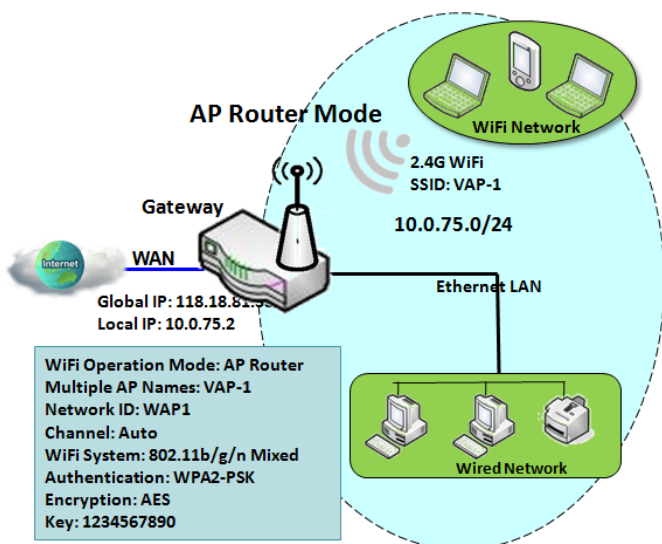 AP Router Mode
WiFi Network
2.4G WiFi
SSID: VAP-1
Gateway
10.0.75.0/24
Internet
WAN
Ethernet LAN
Global IP: 118.18.81.
Local IP: 10.0.75.2
WiFi Operation Mode: AP Router
Multiple AP Names: VAP-1
Network ID: WAP1
Channel: Auto
WiFi System: 802.11b/g/n Mixed
Authentication: WPA2-PSK
Encryption: AES
Key: 1234567890
Wired Network